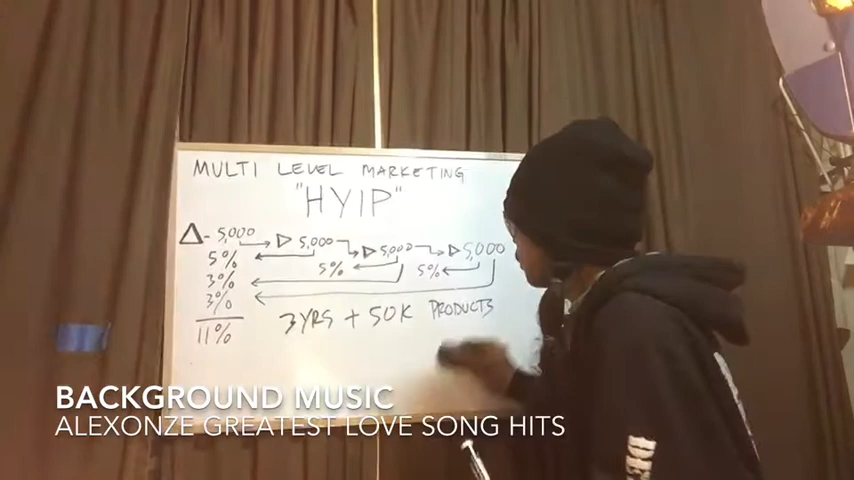 MULTI LEVEL MARKETING
"HYIP"
Δ - 5,000 → ▷ 5,000 → ▷ 5,000 → ▷ 5,000
5%
5% 5%
3%
3%
11%
3YRS + 50K PRODUCTS
BACKGROUND MUSIC
ALEXONZE GREATEST LOVE SONG HITS